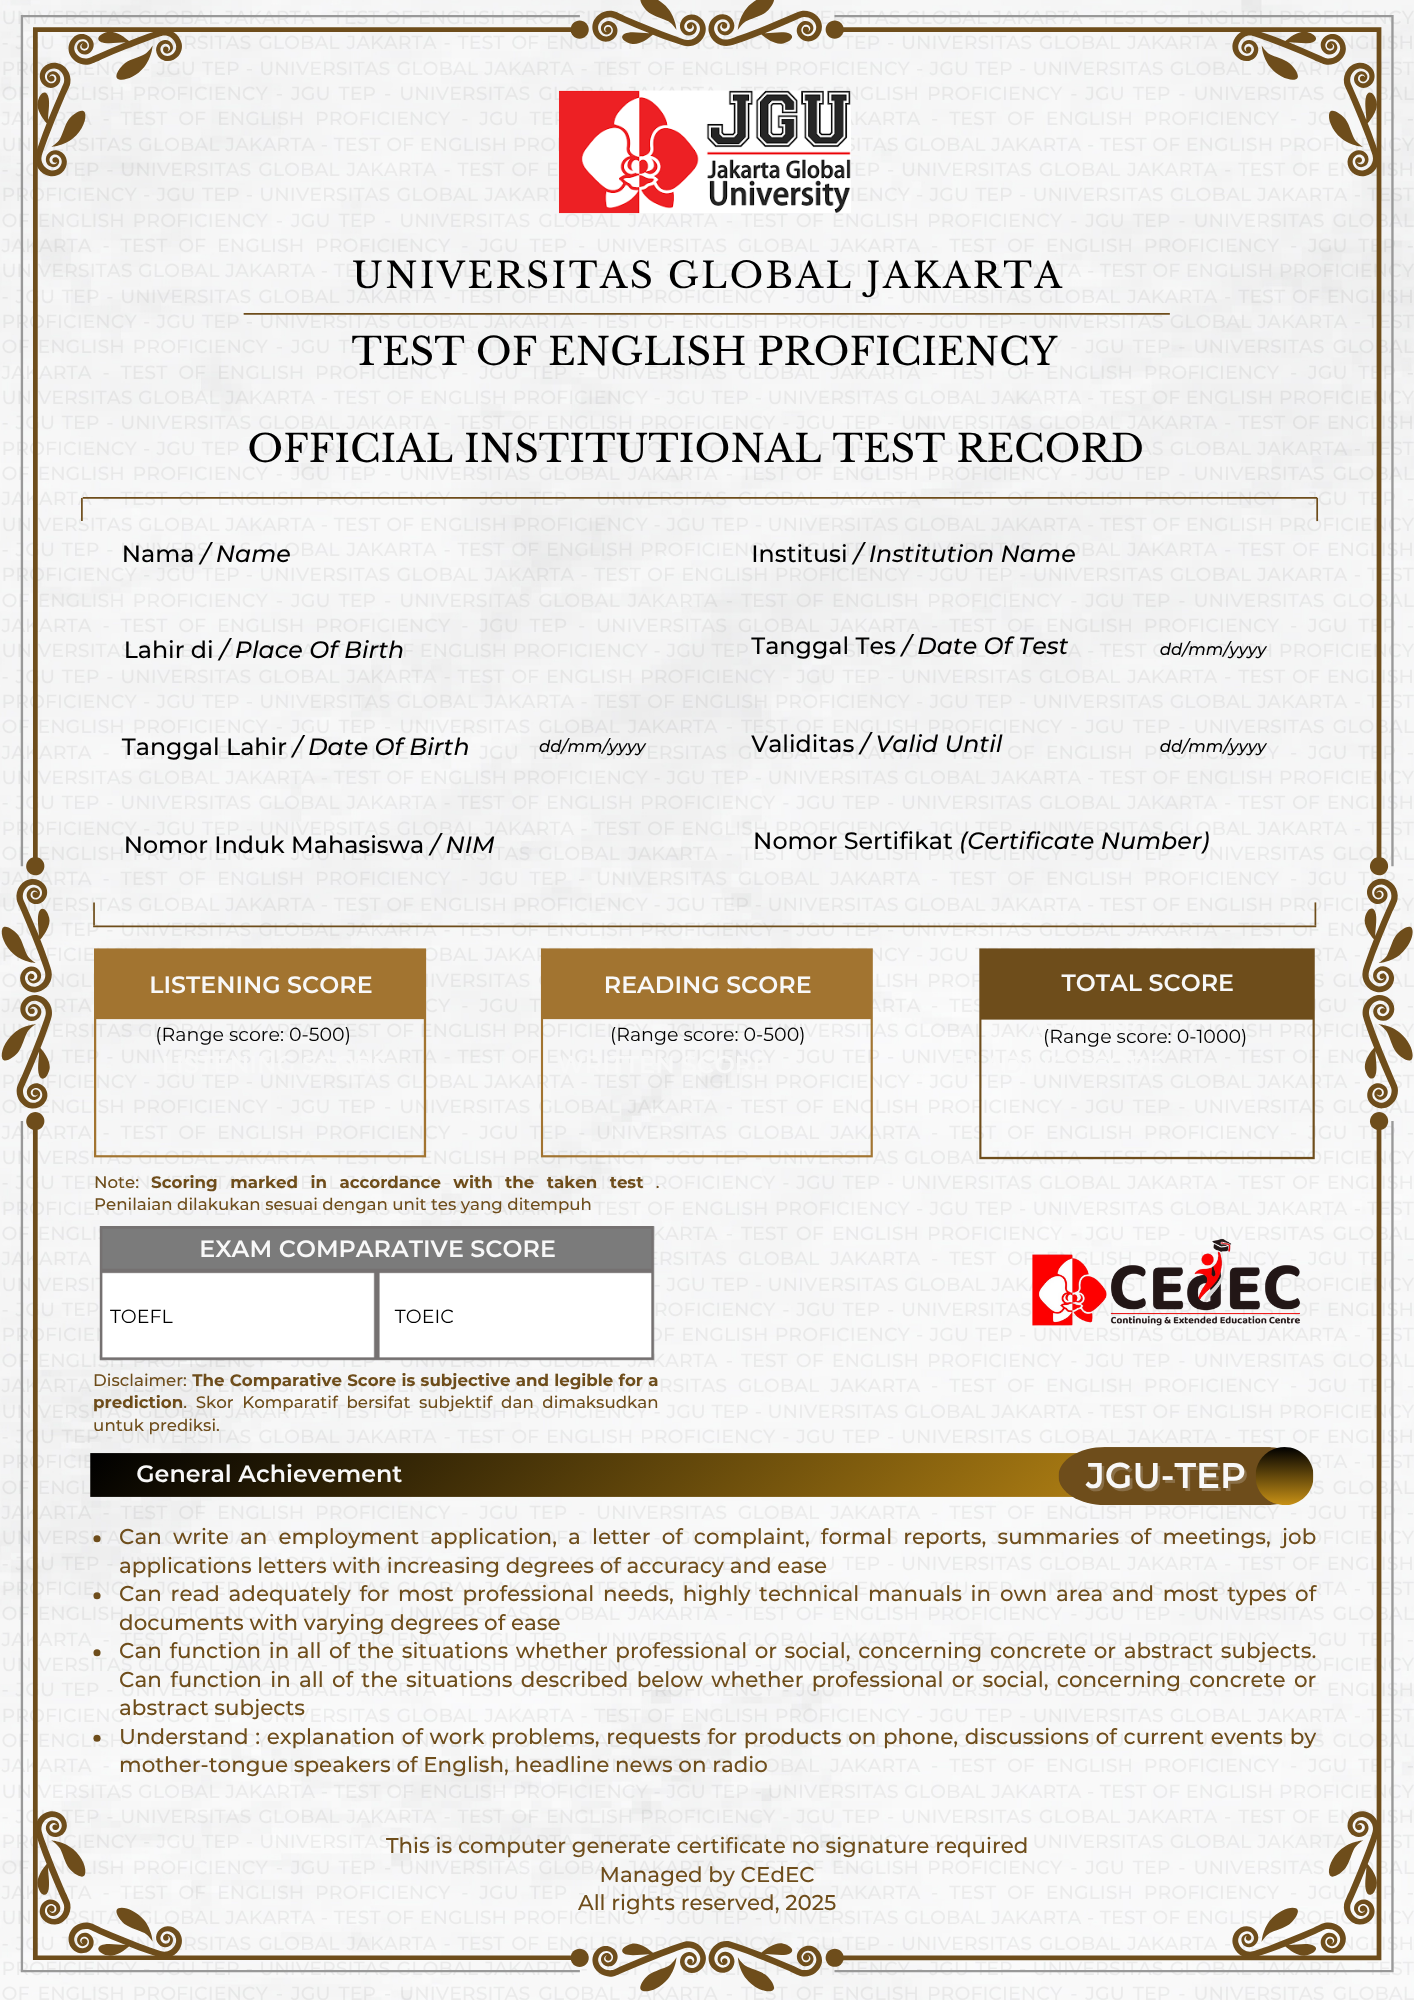 JGU
Jakarta Global
University
UNIVERSITAS GLOBAL JAKARTA
TEST OF ENGLISH PROFICIENCY
OFFICIAL INSTITUTIONAL TEST RECORD
Nama / Name
Institusi / Institution Name
Lahir di / Place Of Birth
Tanggal Tes / Date Of Test
dd/mm/yyyy
Tanggal Lahir / Date Of Birth
dd/mm/yyyy
Validitas / Valid Until
dd/mm/yyyy
Nomor Induk Mahasiswa / NIM
Nomor Sertifikat (Certificate Number)
LISTENING SCORE
(Range score: 0-500)
READING SCORE
(Range score: 0-500)
TOTAL SCORE
(Range score: 0-1000)
Note: Scoring marked in accordance with the taken test .
Penilaian dilakukan sesuai dengan unit tes yang ditempuh
EXAM COMPARATIVE SCORE
TOEFL
TOEIC
CEdEC
Continuing & Extended Education Centre
Disclaimer: The Comparative Score is subjective and legible for a
prediction. Skor Komparatif bersifat subjektif dan dimaksudkan
untuk prediksi.
General Achievement
JGU-TEP
• Can write an employment application, a letter of complaint, formal reports, summaries of meetings, job
applications letters with increasing degrees of accuracy and ease
• Can read adequately for most professional needs, highly technical manuals in own area and most types of
documents with varying degrees of ease
• Can function in all of the situations whether professional or social, concerning concrete or abstract subjects.
Can function in all of the situations described below whether professional or social, concerning concrete or
abstract subjects
• Understand : explanation of work problems, requests for products on phone, discussions of current events by
mother-tongue speakers of English, headline news on radio
This is computer generate certificate no signature required
Managed by CEdEC
All rights reserved, 2025